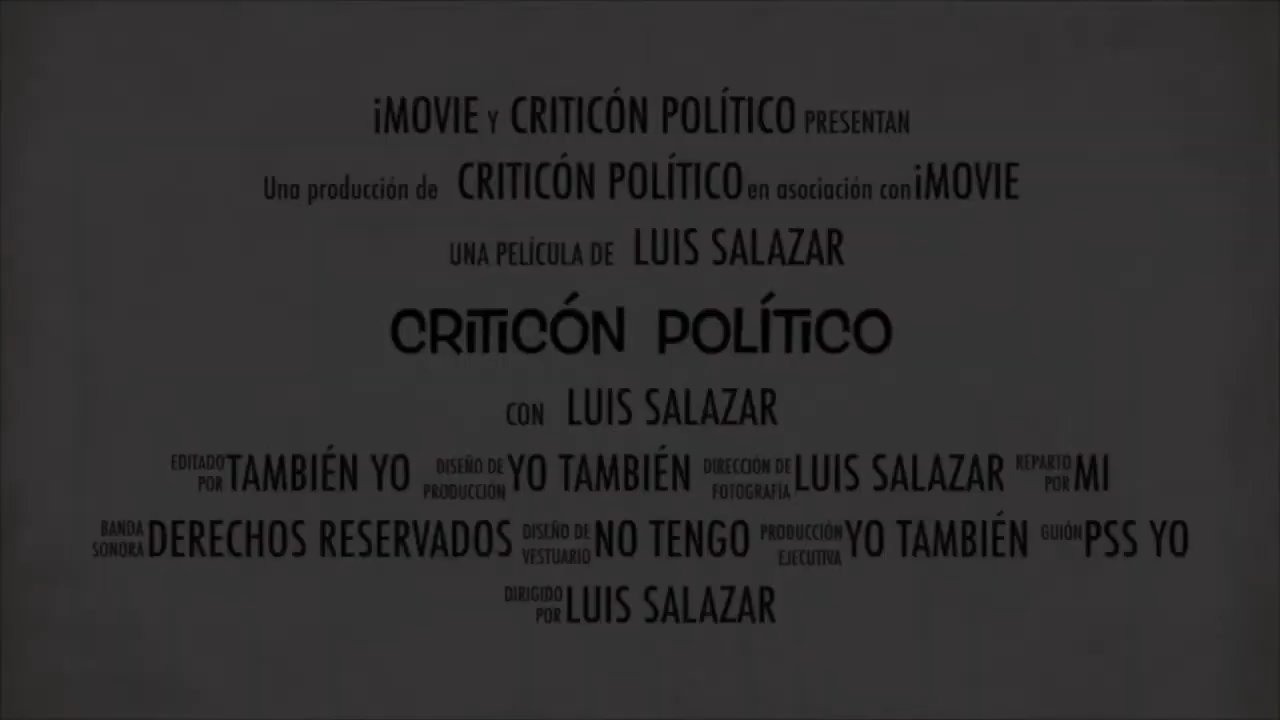 iMOVIE Y CRITICÓN POLÍTICO PRESENTAN
Una producción de CRITICÓN POLÍTICO en asociación con iMOVIE
UNA PELÍCULA DE LUIS SALAZAR
CRITICÓN POLÍTICO
CON LUIS SALAZAR
EDITADO POR TAMBIÉN YO DISEÑO DE PRODUCCIÓN YO TAMBIÉN DIRECCIÓN DE FOTOGRAFÍA LUIS SALAZAR REPARTO POR MI
BANDA SONORA DERECHOS RESERVADOS DISEÑO DE VESTUARIO NO TENGO PRODUCCIÓN EJECUTIVA YO TAMBIÉN GUIÓN PSS YO
DIRIGIDO POR LUIS SALAZAR